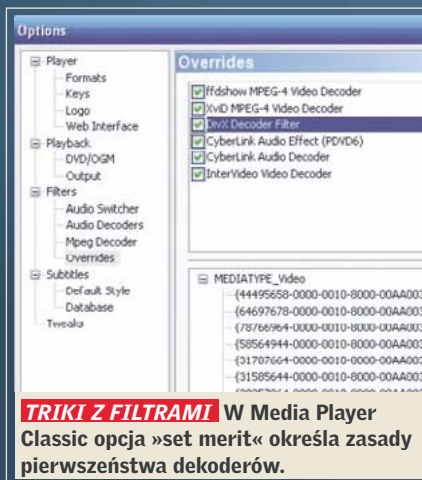 Options
Player
Formats
Keys
Logo
Web Interface
Playback
DVD/OGM
Output
Filters
Audio Switcher
Audio Decoders
Mpeg Decoder
Overrides
Subtitles
Default Style
Database
Tweaks
Overrides
ffdshow MPEG-4 Video Decoder
XviD MPEG-4 Video Decoder
DivX Decoder Filter
CyberLink Audio Effect (PDVD6)
CyberLink Audio Decoder
InterVideo Video Decoder
MEDIATYPE_Video
{44495658-0000-0010-8000-00AA003
{64697678-0000-0010-8000-00AA003
{78766964-0000-0010-8000-00AA003
{58564944-0000-0010-8000-00AA003
{31707664-0000-0010-8000-00AA003
{31585644-0000-0010-8000-00AA003
TRIKI Z FILTRAMI W Media Player
Classic opcja »set merit« określa zasady
pierwszeństwa dekoderów.